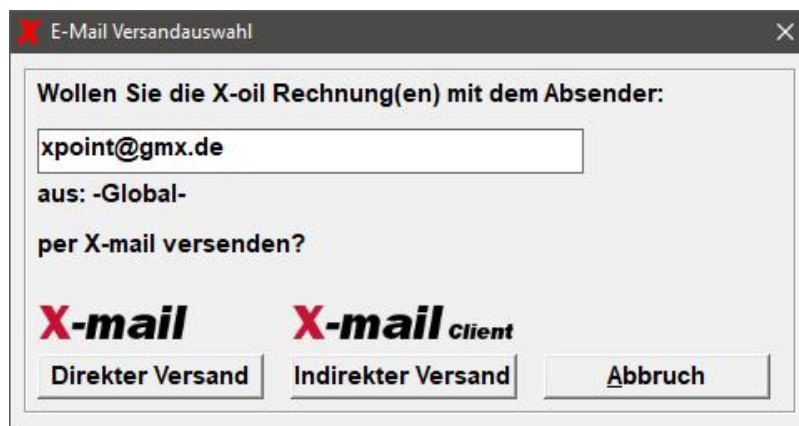 E-Mail Versandauswahl
Wollen Sie die X-oil Rechnung(en) mit dem Absender:
xpoint@gmx.de
aus: -Global-
per X-mail versenden?
X-mail X-mail Client
Direkter Versand Indirekter Versand Abbruch